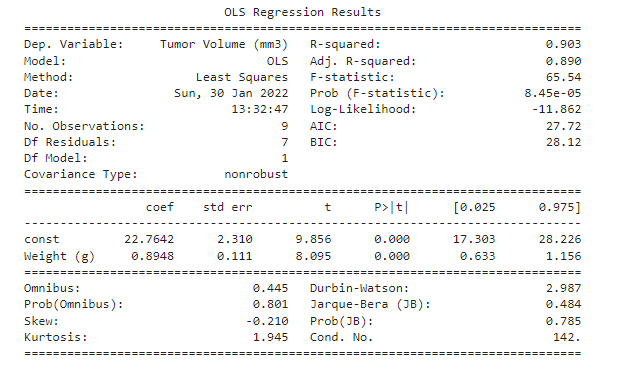 OLS Regression Results
==============================================================================
Dep. Variable:     Tumor Volume (mm3)   R-squared:                       0.903
Model:                            OLS   Adj. R-squared:                  0.890
Method:                 Least Squares   F-statistic:                     65.54
Date:                Sun, 30 Jan 2022   Prob (F-statistic):           8.45e-05
Time:                        13:32:47   Log-Likelihood:                -11.862
No. Observations:                   9   AIC:                             27.72
Df Residuals:                       7   BIC:                             28.12
Df Model:                           1
Covariance Type:            nonrobust
==============================================================================
                 coef    std err          t      P>|t|      [0.025      0.975]
------------------------------------------------------------------------------
const         22.7642      2.310      9.856      0.000      17.303      28.226
Weight (g)     0.8948      0.111      8.095      0.000       0.633       1.156
==============================================================================
Omnibus:                        0.445   Durbin-Watson:                   2.987
Prob(Omnibus):                  0.801   Jarque-Bera (JB):                0.484
Skew:                          -0.210   Prob(JB):                        0.785
Kurtosis:                       1.945   Cond. No.                         142.
==============================================================================